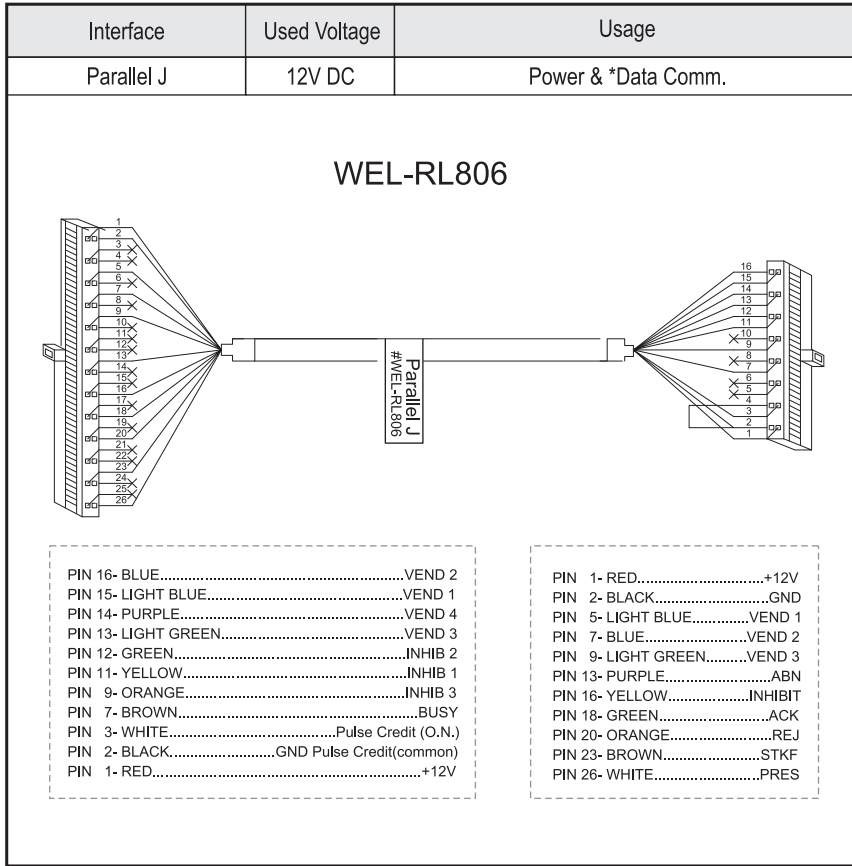 Interface Used Voltage Usage
Parallel J 12V DC Power & *Data Comm.
WEL-RL806
1
2
3
4
5
6
7
8
9
10
11
12
13
14
15
16
17
18
19
20
21
22
23
24
25
26
Parallel J
#WEL-RL806
16
15
14
13
12
11
10
9
8
7
6
5
4
3
2
1
PIN 16- BLUE..............................................VEND 2
PIN 15- LIGHT BLUE....................................VEND 1
PIN 14- PURPLE.........................................VEND 4
PIN 13- LIGHT GREEN.................................VEND 3
PIN 12- GREEN...........................................INHIB 2
PIN 11- YELLOW.........................................INHIB 1
PIN 9- ORANGE.........................................INHIB 3
PIN 7- BROWN............................................BUSY
PIN 3- WHITE...........................Pulse Credit (O.N.)
PIN 2- BLACK................GND Pulse Credit(common)
PIN 1- RED..................................................+12V
PIN 1- RED.......................+12V
PIN 2- BLACK....................GND
PIN 5- LIGHT BLUE.........VEND 1
PIN 7- BLUE...................VEND 2
PIN 9- LIGHT GREEN......VEND 3
PIN 13- PURPLE..................ABN
PIN 16- YELLOW.............INHIBIT
PIN 18- GREEN...................ACK
PIN 20- ORANGE.................REJ
PIN 23- BROWN.................STKF
PIN 26- WHITE..................PRES